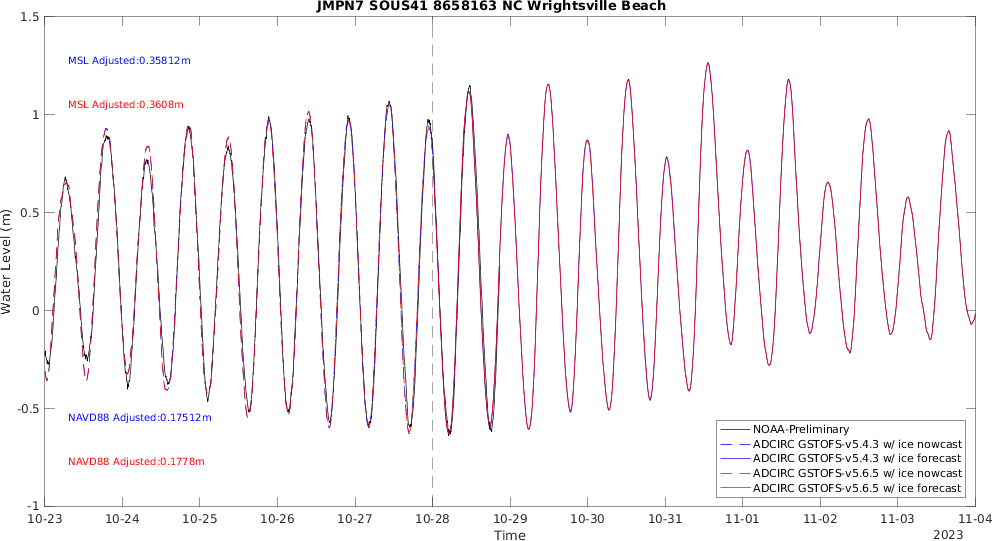 JMPN7 SOUS41 8658163 NC Wrightsville Beach
1.5
1
0.5
0
-0.5
-1
Water Level (m)
MSL Adjusted:0.35812m
MSL Adjusted:0.3608m
NAVD88 Adjusted:0.17512m
NAVD88 Adjusted:0.1778m
NOAA-Preliminary
ADCIRC GSTOFS-v5.4.3 w/ ice nowcast
ADCIRC GSTOFS-v5.4.3 w/ ice forecast
ADCIRC GSTOFS-v5.6.5 w/ ice nowcast
ADCIRC GSTOFS-v5.6.5 w/ ice forecast
10-23 10-24 10-25 10-26 10-27 10-28 10-29 10-30 10-31 11-01 11-02 11-03 11-04
Time
2023